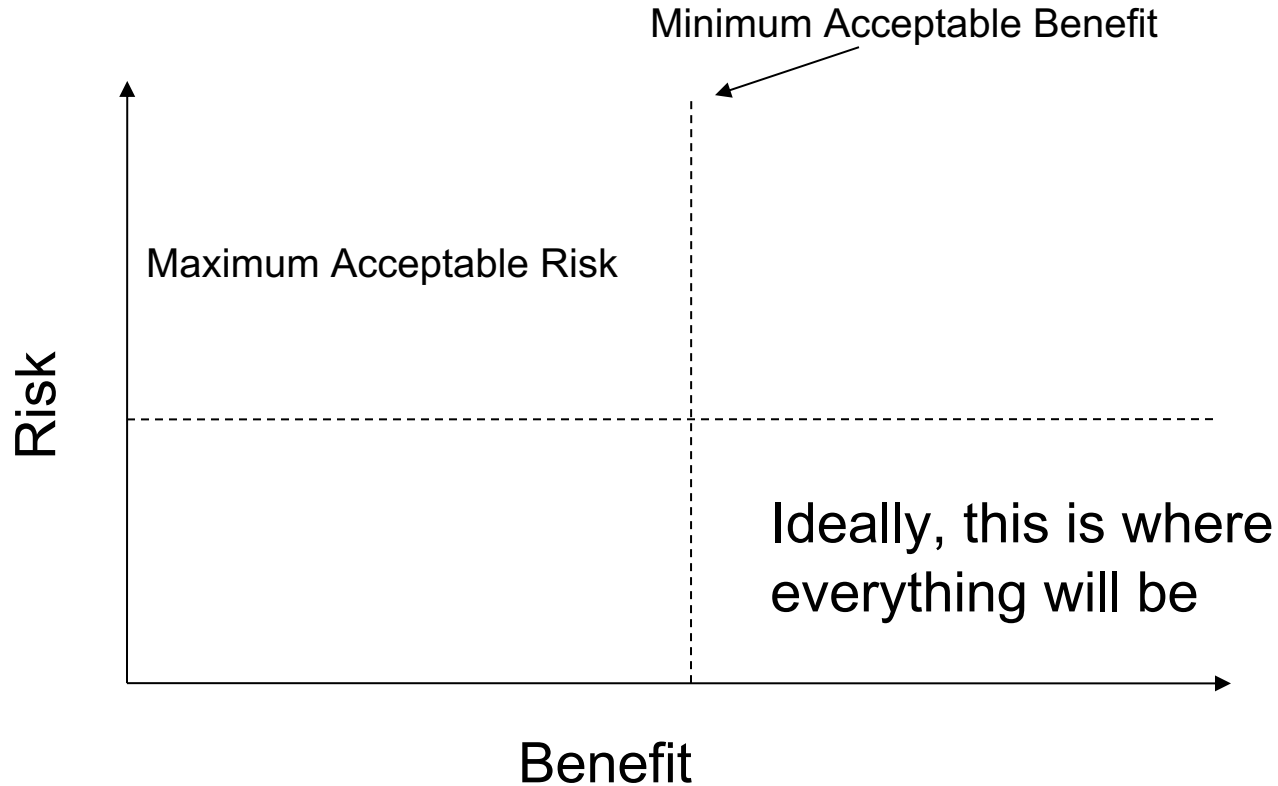 Minimum Acceptable Benefit
Maximum Acceptable Risk
Risk
Ideally, this is where
everything will be
Benefit